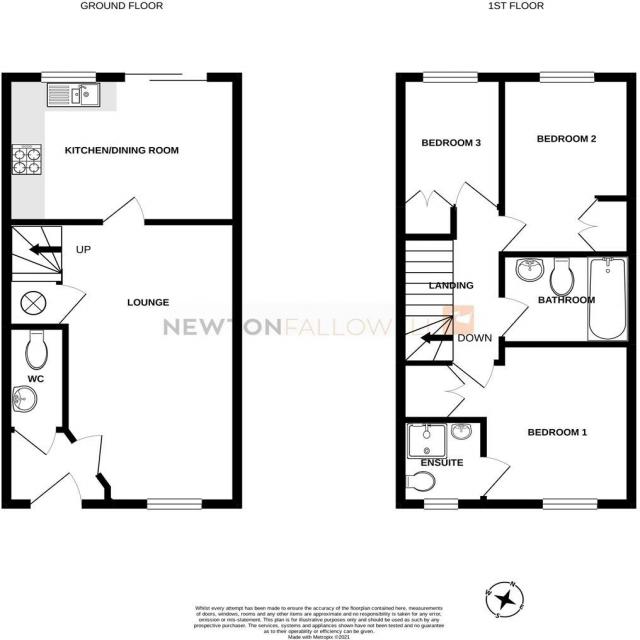 GROUND FLOOR
1ST FLOOR
KITCHEN/DINING ROOM
BEDROOM 3
BEDROOM 2
UP
LOUNGE
LANDING
BATHROOM
NEWTONFALLOWELL
DOWN
WC
BEDROOM 1
ENSUITE
N
E
S
W
Whilst every attempt has been made to ensure the accuracy of the floorplan contained here, measurements
of doors, windows, rooms and any other items are approximate and no responsibility is taken for any error,
omission or mis-statement. This plan is for illustrative purposes only and should be used as such by any
prospective purchaser. The services, systems and appliances shown have not been tested and no guarantee
as to their operability or efficiency can be given.
Made with Metropix ©2021